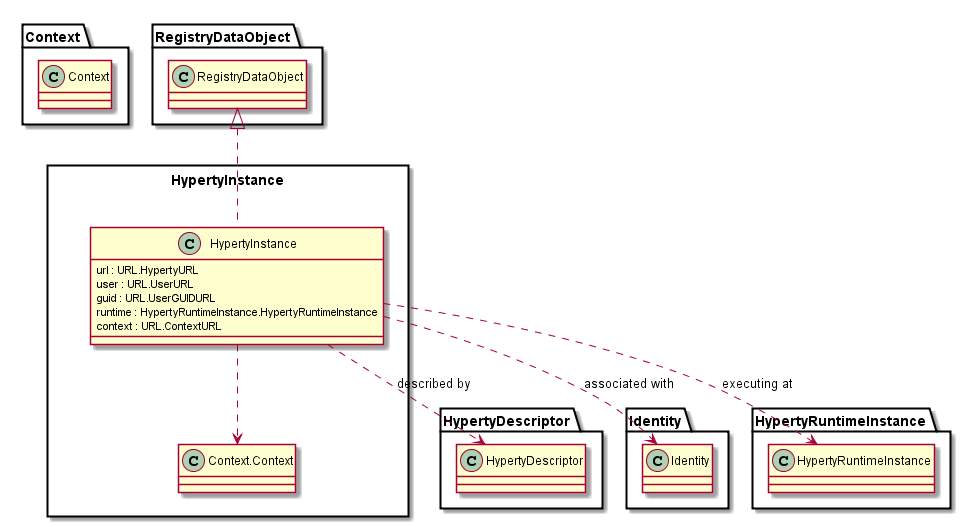 Context
C Context
RegistryDataObject
C RegistryDataObject
HypertyInstance
C HypertyInstance
url : URL.HypertyURL
user : URL.UserURL
guid : URL.UserGUIDURL
runtime : HypertyRuntimeInstance.HypertyRuntimeInstance
context : URL.ContextURL
described by
associated with
executing at
C Context.Context
HypertyDescriptor
C HypertyDescriptor
Identity
C Identity
HypertyRuntimeInstance
C HypertyRuntimeInstance